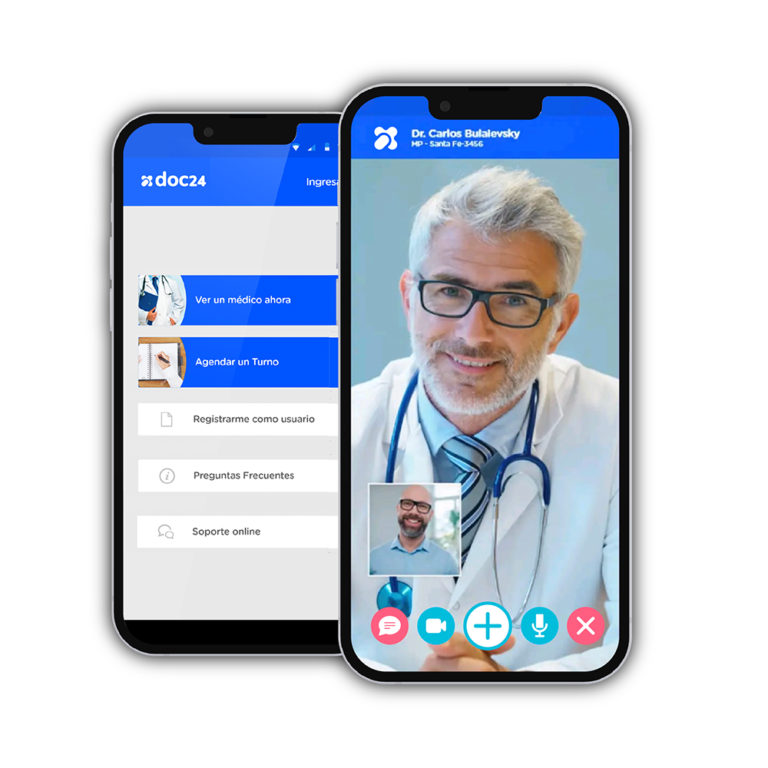 doc24
Ingresa
Ver un médico ahora
Agendar un Turno
Registrarme como usuario
Preguntas Frecuentes
Soporte online
Dr. Carlos Bulalevsky
MP - Santa Fe-3456